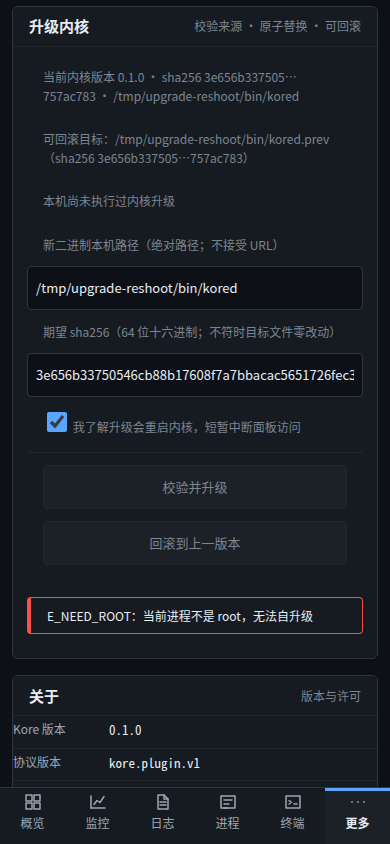 升级内核
校验来源 · 原子替换 · 可回滚
当前内核版本 0.1.0 · sha256 3e656b337505…
757ac783 · /tmp/upgrade-reshoot/bin/kored
可回滚目标：/tmp/upgrade-reshoot/bin/kored.prev
（sha256 3e656b337505…757ac783）
本机尚未执行过内核升级
新二进制本机路径（绝对路径；不接受 URL）
/tmp/upgrade-reshoot/bin/kored
期望 sha256（64 位十六进制；不符时目标文件零改动）
3e656b33750546cb88b17608f7a7bbacac5651726fec3
我了解升级会重启内核，短暂中断面板访问
校验并升级
回滚到上一版本
E_NEED_ROOT：当前进程不是 root，无法自升级
关于
版本与许可
Kore 版本 0.1.0
协议版本 kore.plugin.v1
概览 监控 日志 进程 终端 更多